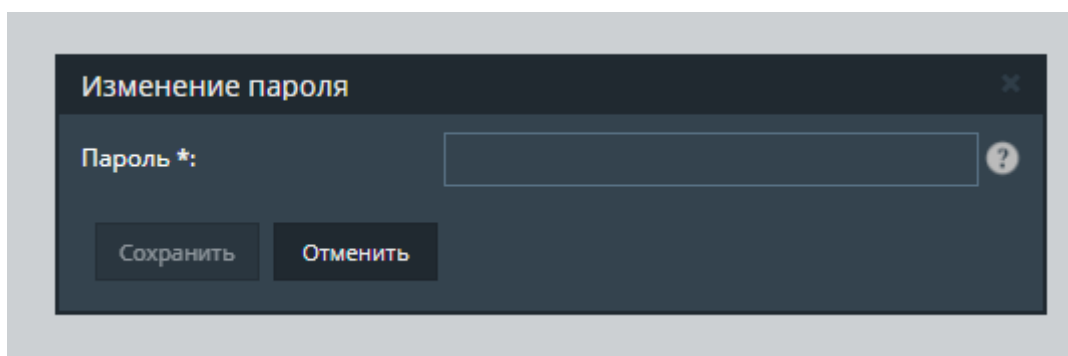 Изменение пароля
Пароль *:
?
Сохранить
Отменить